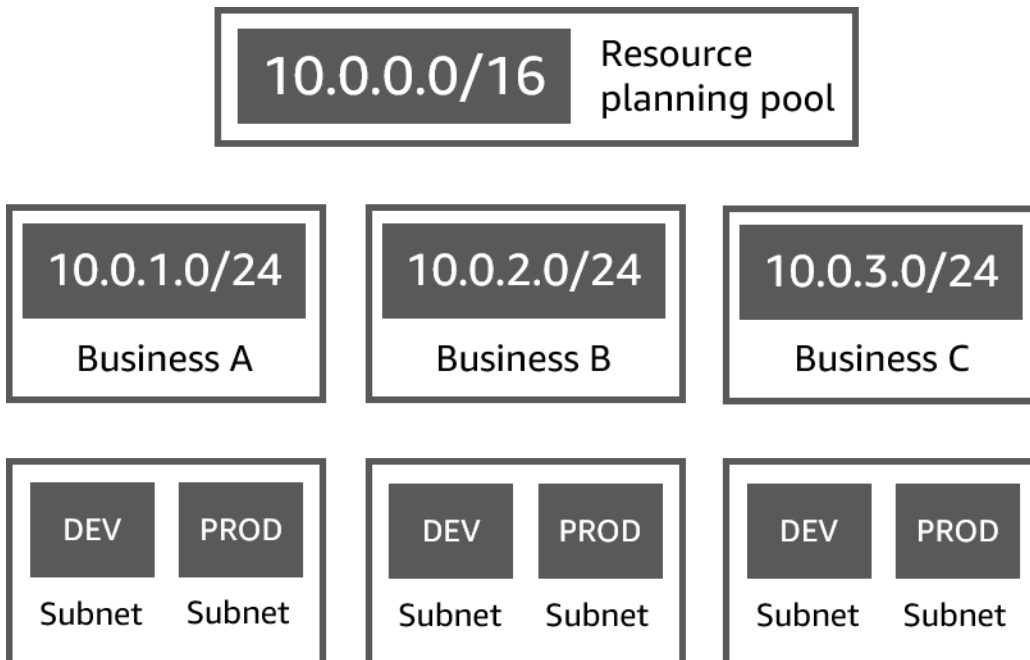 10.0.0.0/16
Resource
planning pool
10.0.1.0/24
Business A
10.0.2.0/24
Business B
10.0.3.0/24
Business C
DEV
PROD
Subnet
Subnet
DEV
PROD
Subnet
Subnet
DEV
PROD
Subnet
Subnet